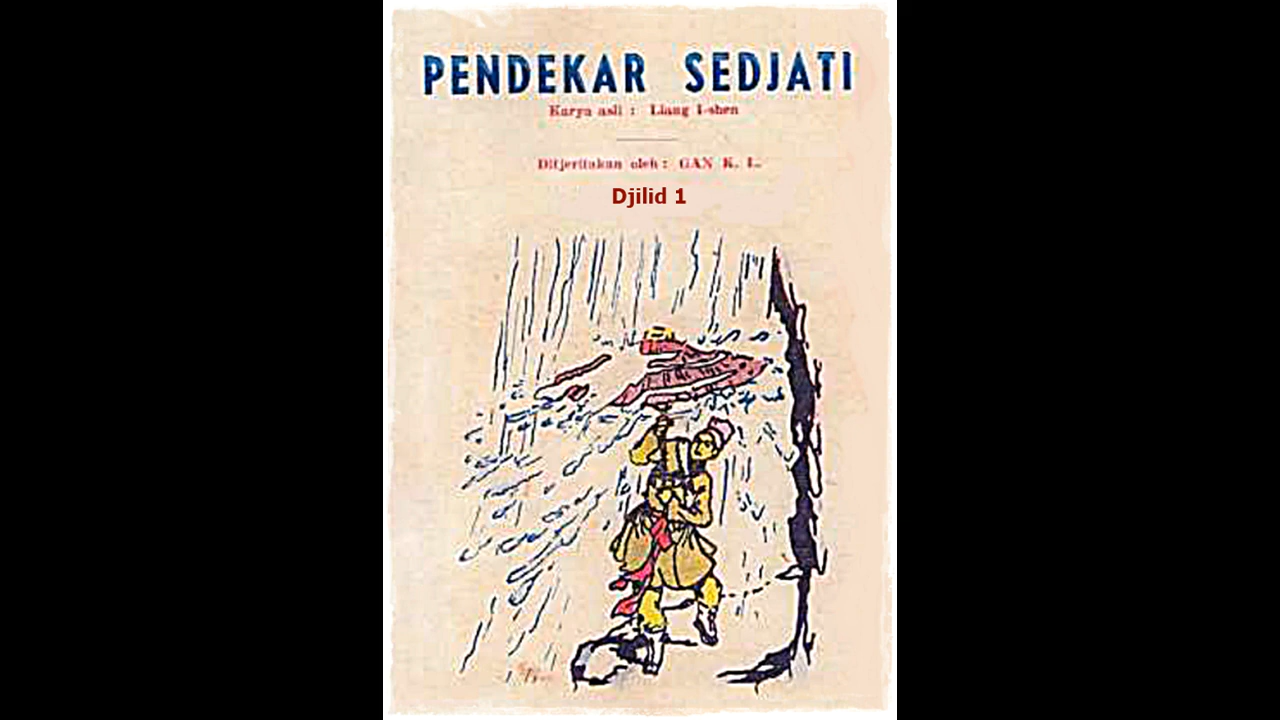 PENDEKAR SEDJATI
Karya asli : Liang I-shen
Ditjeritakan oleh : GAN K. L.
Djilid 1